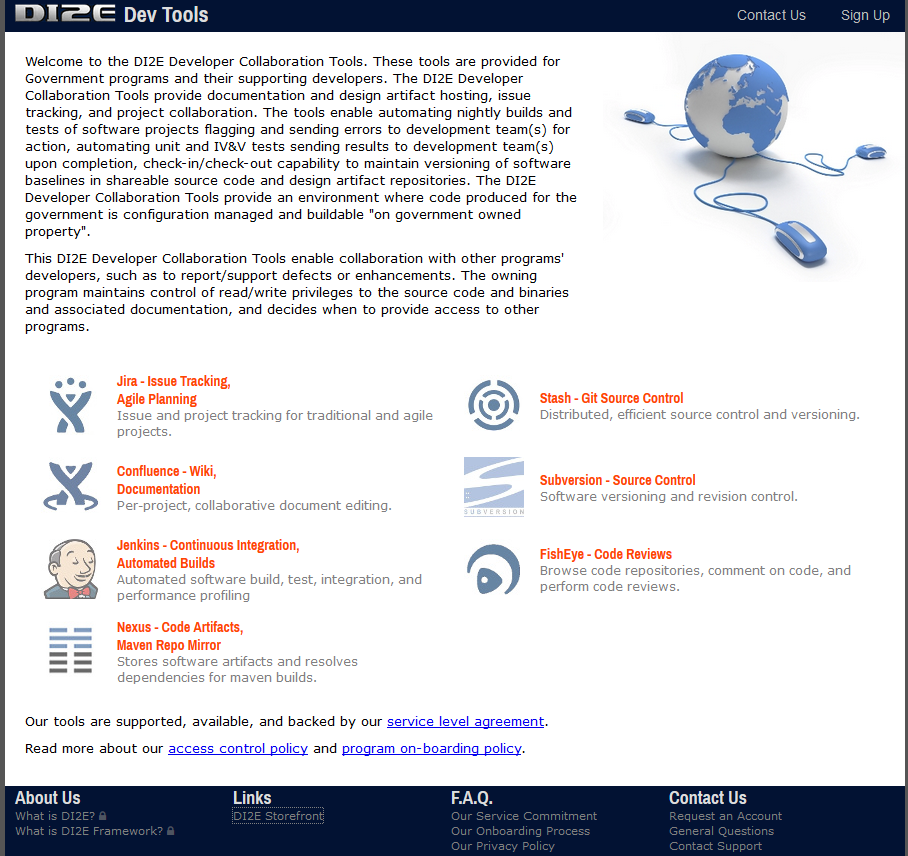 DI2E Dev Tools
Contact Us
Sign Up
Welcome to the DI2E Developer Collaboration Tools. These tools are provided for
Government programs and their supporting developers. The DI2E Developer
Collaboration Tools provide documentation and design artifact hosting, issue
tracking, and project collaboration. The tools enable automating nightly builds and
tests of software projects flagging and sending errors to development team(s) for
action, automating unit and IV&V tests sending results to development team(s)
upon completion, check-in/check-out capability to maintain versioning of software
baselines in shareable source code and design artifact repositories. The DI2E
Developer Collaboration Tools provide an environment where code produced for the
government is configuration managed and buildable "on government owned
property".
This DI2E Developer Collaboration Tools enable collaboration with other programs'
developers, such as to report/support defects or enhancements. The owning
program maintains control of read/write privileges to the source code and binaries
and associated documentation, and decides when to provide access to other
programs.
Jira - Issue Tracking,
Agile Planning
Issue and project tracking for traditional and agile
projects.
Stash - Git Source Control
Distributed, efficient source control and versioning.
Confluence - Wiki,
Documentation
Per-project, collaborative document editing.
SUBVERSION
Subversion - Source Control
Software versioning and revision control.
Jenkins - Continuous Integration,
Automated Builds
Automated software build, test, integration, and
performance profiling
FishEye - Code Reviews
Browse code repositories, comment on code, and
perform code reviews.
Nexus - Code Artifacts,
Maven Repo Mirror
Stores software artifacts and resolves
dependencies for maven builds.
Our tools are supported, available, and backed by our service level agreement.
Read more about our access control policy and program on-boarding policy.
About Us
What is DI2E?
What is DI2E Framework?
Links
DI2E Storefront
F.A.Q.
Our Service Commitment
Our Onboarding Process
Our Privacy Policy
Contact Us
Request an Account
General Questions
Contact Support